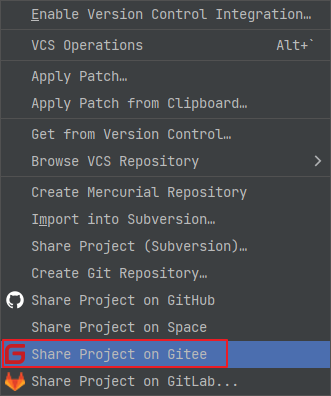 Enable Version Control Integration…
VCS Operations Alt+`
Apply Patch…
Apply Patch from Clipboard…
Get from Version Control…
Browse VCS Repository
Create Mercurial Repository
Import into Subversion…
Share Project (Subversion)…
Create Git Repository…
Share Project on GitHub
Share Project on Space
Share Project on Gitee
Share Project on GitLab...